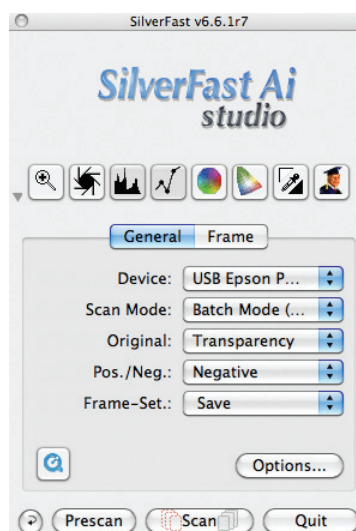 SilverFast v6.6.1r7
SilverFast Ai
studio
General Frame
Device: USB Epson P...
Scan Mode: Batch Mode (...
Original: Transparency
Pos./Neg.: Negative
Frame-Set.: Save
Options...
Prescan Scan Quit